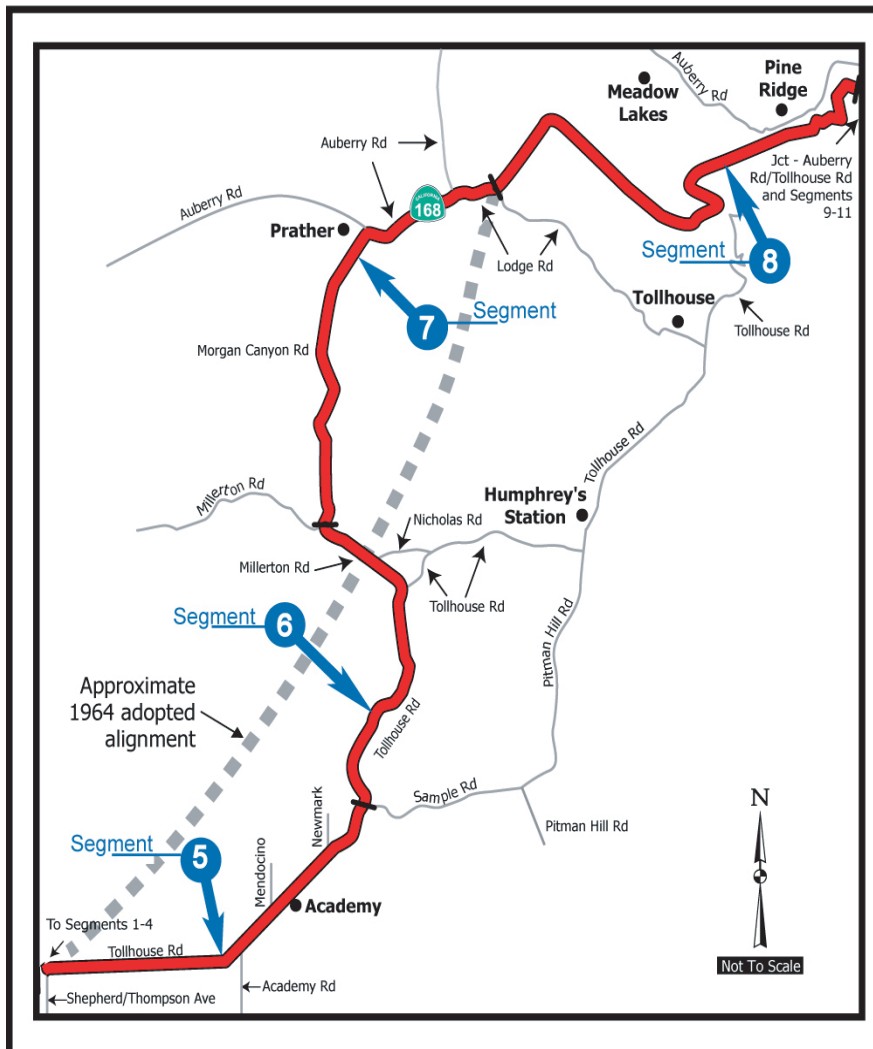 Auberry Rd
Meadow
Lakes
Pine
Ridge
Auberry Rd
Jct - Auberry
Rd/Tollhouse Rd
and Segments
9-11
Auberry Rd
CALIFORNIA
168
Prather
Lodge Rd
Segment
8
Tollhouse
Tollhouse Rd
7
Segment
Morgan Canyon Rd
Tollhouse Rd
Millerton Rd
Humphrey's
Station
Nicholas Rd
Millerton Rd
Tollhouse Rd
Segment
6
Pitman Hill Rd
Approximate
1964 adopted
alignment
Tollhouse Rd
Sample Rd
Pitman Hill Rd
N
Newmark
Segment
5
Mendocino
Academy
To Segments 1-4
Tollhouse Rd
Not To Scale
Academy Rd
Shepherd/Thompson Ave